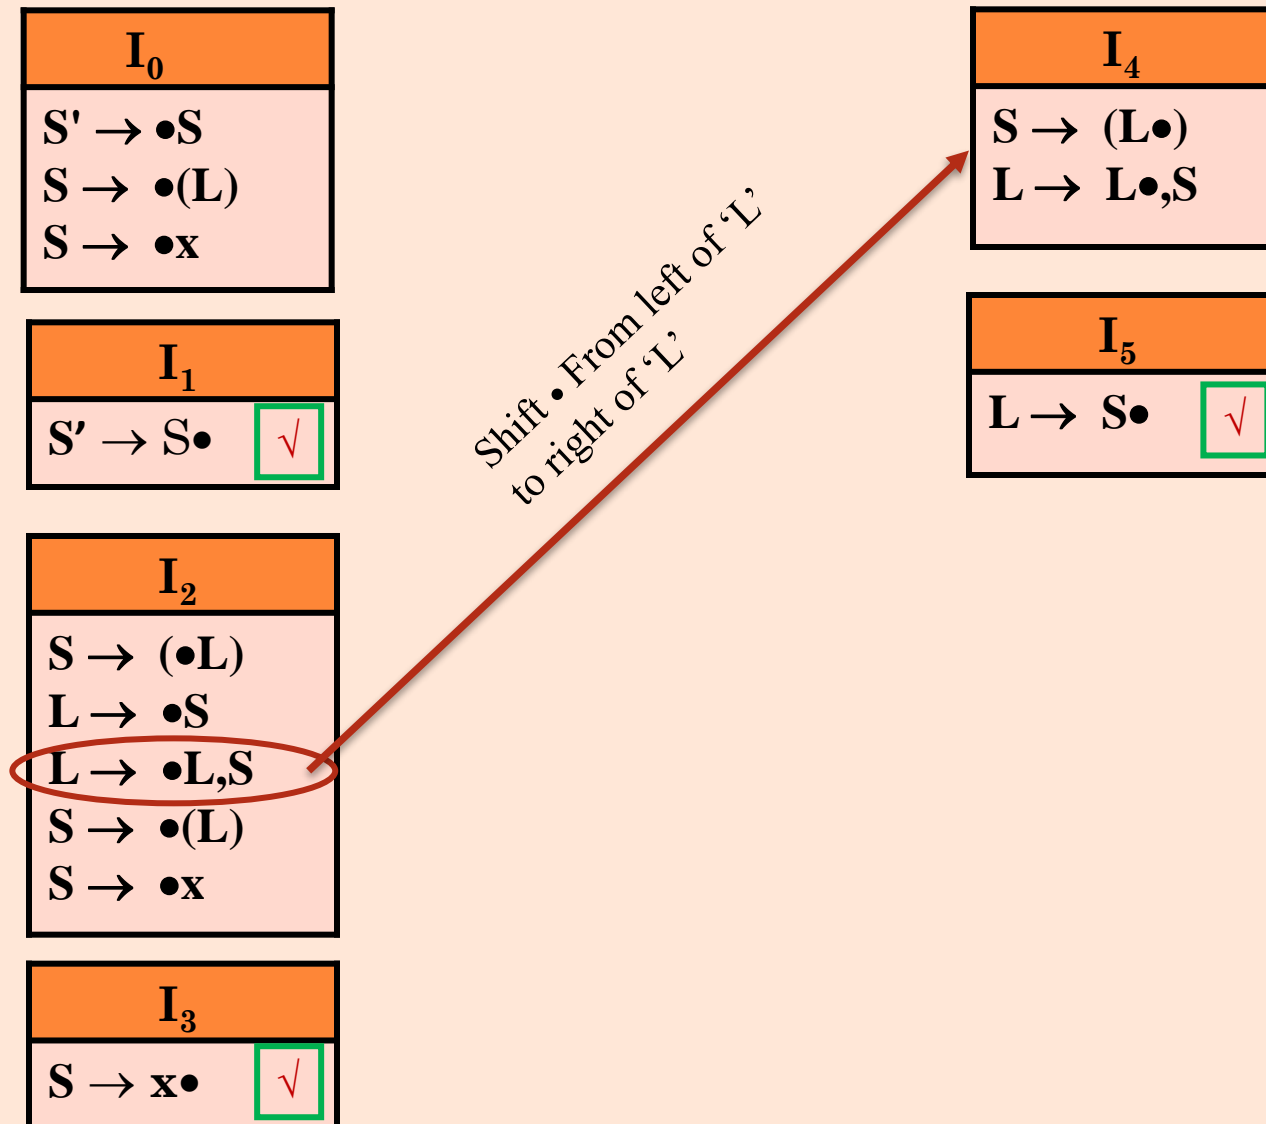 I₀
S' → •S
S → •(L)
S → •x
I₁
S′ → S• √
I₂
S → (•L)
L → •S
L → •L,S
S → •(L)
S → •x
I₃
S → x• √
Shift • From left of ‘L’
to right of ‘L’
I₄
S → (L•)
L → L•,S
I₅
L → S• √